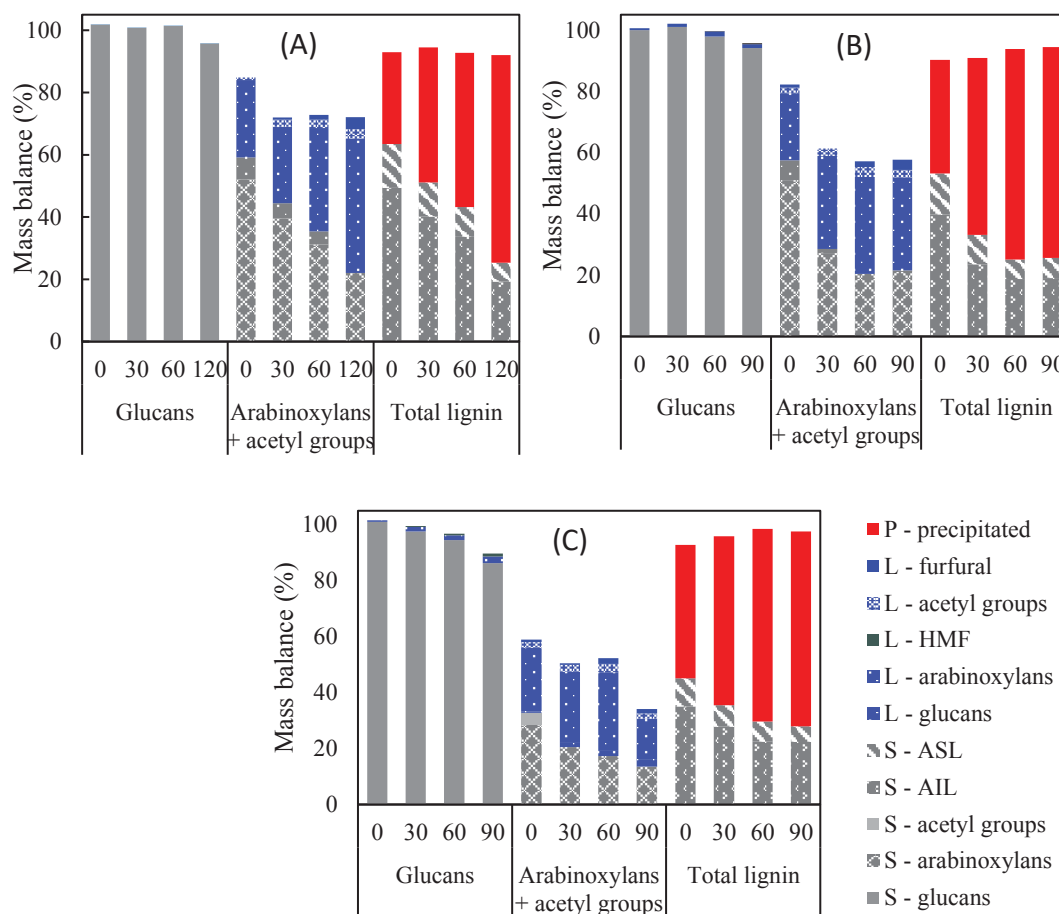 (A)
Mass balance (%)
100
80
60
40
20
0
0 30 60 120 0 30 60 120 0 30 60 120
Glucans Arabinoxylans Total lignin
+ acetyl groups
(B)
Mass balance (%)
100
80
60
40
20
0
0 30 60 90 0 30 60 90 0 30 60 90
Glucans Arabinoxylans Total lignin
+ acetyl groups
(C)
Mass balance (%)
100
80
60
40
20
0
0 30 60 90 0 30 60 90 0 30 60 90
Glucans Arabinoxylans Total lignin
+ acetyl groups
P - precipitated
L - furfural
L - acetyl groups
L - HMF
L - arabinoxylans
L - glucans
S - ASL
S - AIL
S - acetyl groups
S - arabinoxylans
S - glucans